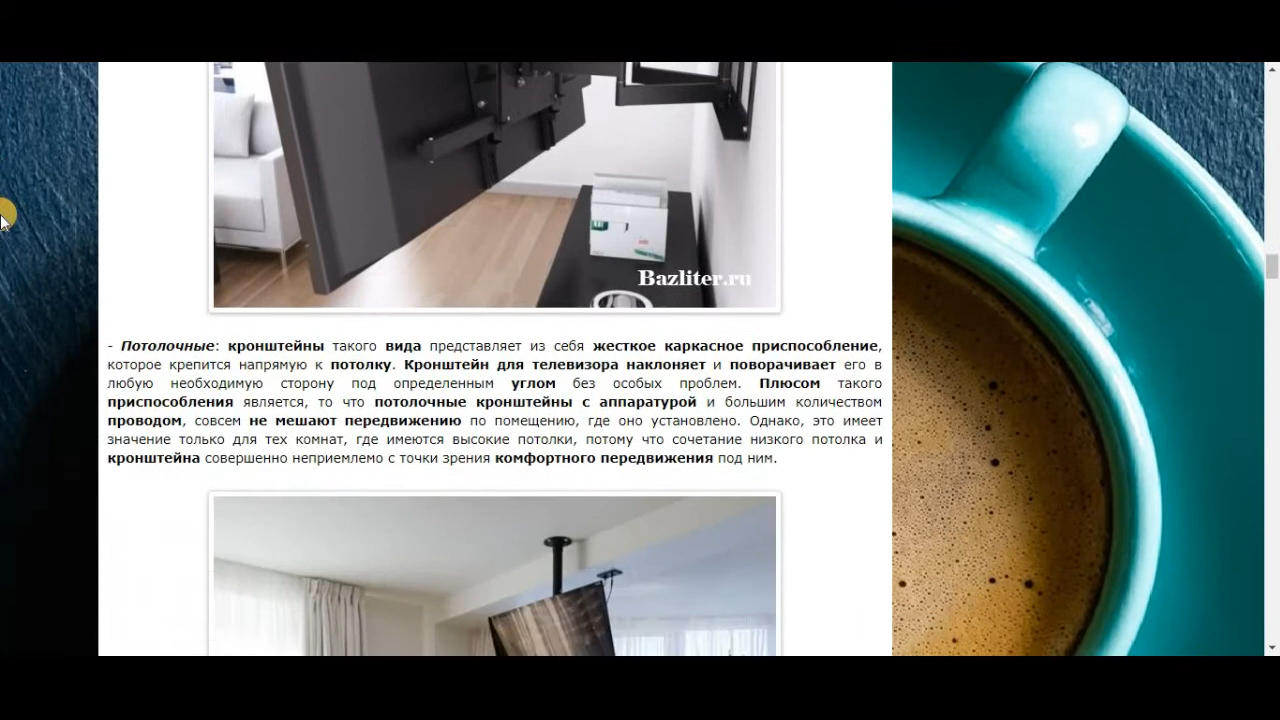 Bazliter.ru
- Потолочные: кронштейны такого вида представляет из себя жесткое каркасное приспособление,
которое крепится напрямую к потолку. Кронштейн для телевизора наклоняет и поворачивает его в
любую необходимую сторону под определенным углом без особых проблем. Плюсом такого
приспособления является, то что потолочные кронштейны с аппаратурой и большим количеством
проводом, совсем не мешают передвижению по помещению, где оно установлено. Однако, это имеет
значение только для тех комнат, где имеются высокие потолки, потому что сочетание низкого потолка и
кронштейна совершенно неприемлемо с точки зрения комфортного передвижения под ним.